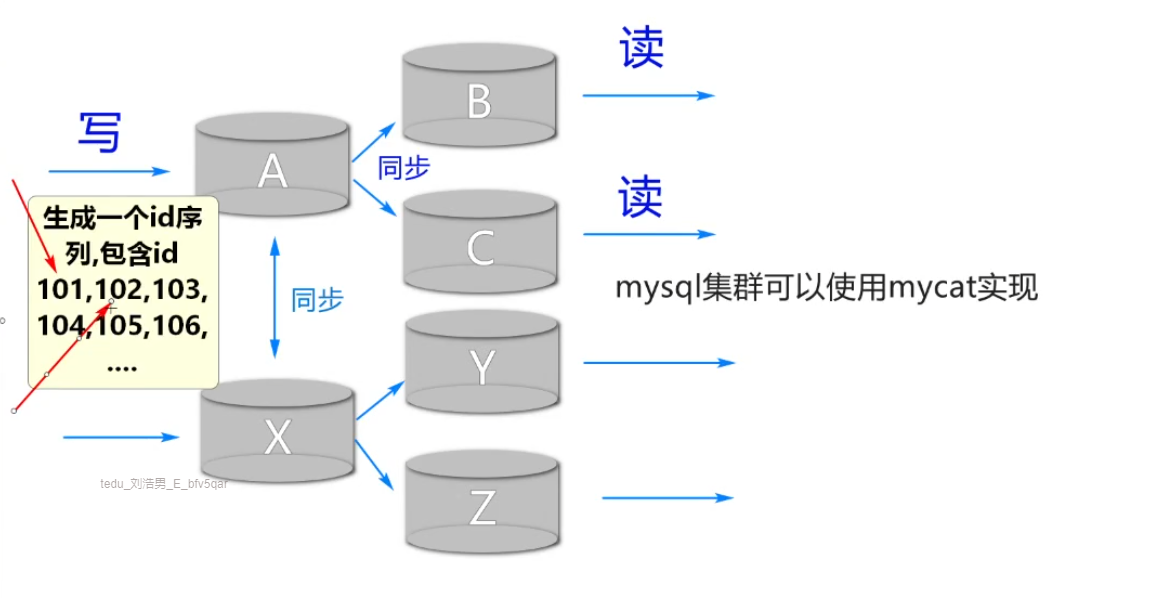 写
A
B
读
同步
C
读
生成一个id序
列,包含id
101,102,103,
104,105,106,
....
同步
mysql集群可以使用mycat实现
X
Y
Z
tedu_刘浩男_E_bfv5qar